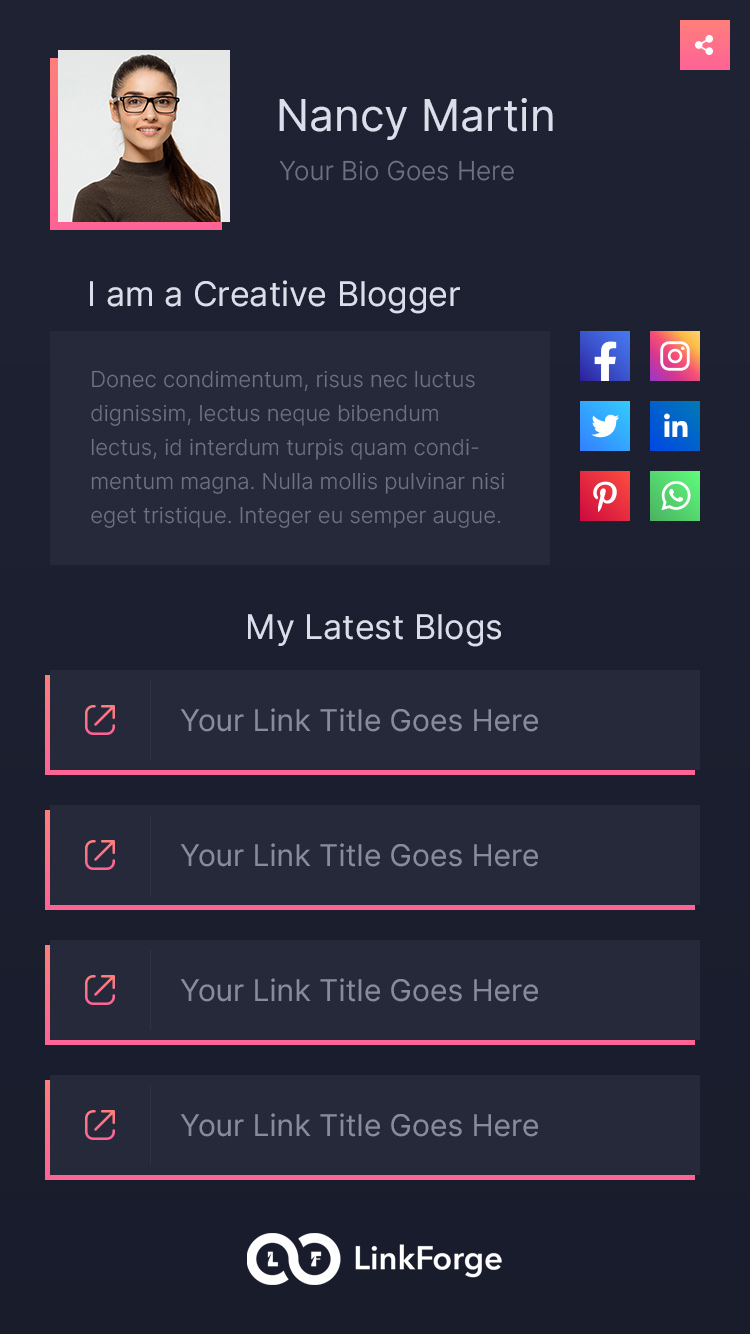 Nancy Martin
Your Bio Goes Here
I am a Creative Blogger
Donec condimentum, risus nec luctus
dignissim, lectus neque bibendum
lectus, id interdum turpis quam condi-
mentum magna. Nulla mollis pulvinar nisi
eget tristique. Integer eu semper augue.
My Latest Blogs
Your Link Title Goes Here
Your Link Title Goes Here
Your Link Title Goes Here
Your Link Title Goes Here
LF LinkForge